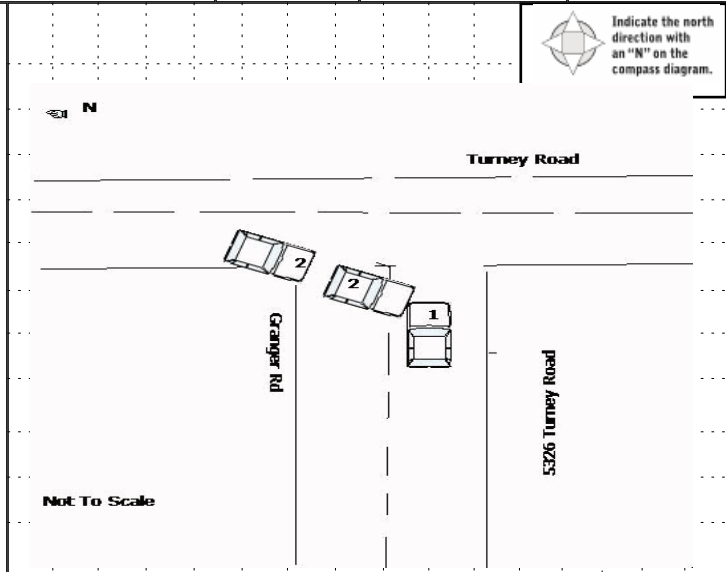 Indicate the north
direction with
an "N" on the
compass diagram.
N
Turney Road
2
2
1
Granger Rd
5326 Turney Road
Not To Scale